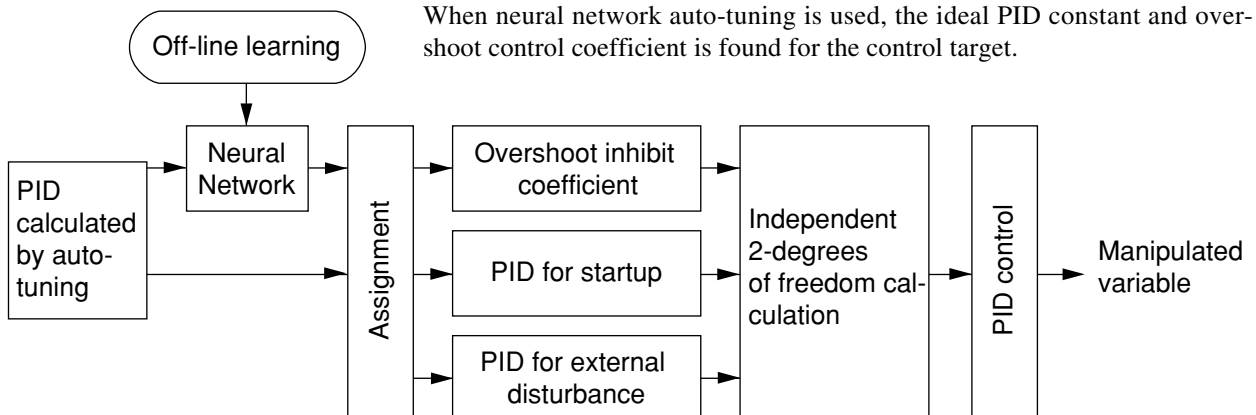 When neural network auto-tuning is used, the ideal PID constant and over-
shoot control coefficient is found for the control target.
Off-line learning
Neural
Network
PID
calculated
by auto-
tuning
Assignment
Overshoot inhibit
coefficient
PID for startup
PID for external
disturbance
Independent
2-degrees
of freedom cal-
culation
PID control
Manipulated
variable